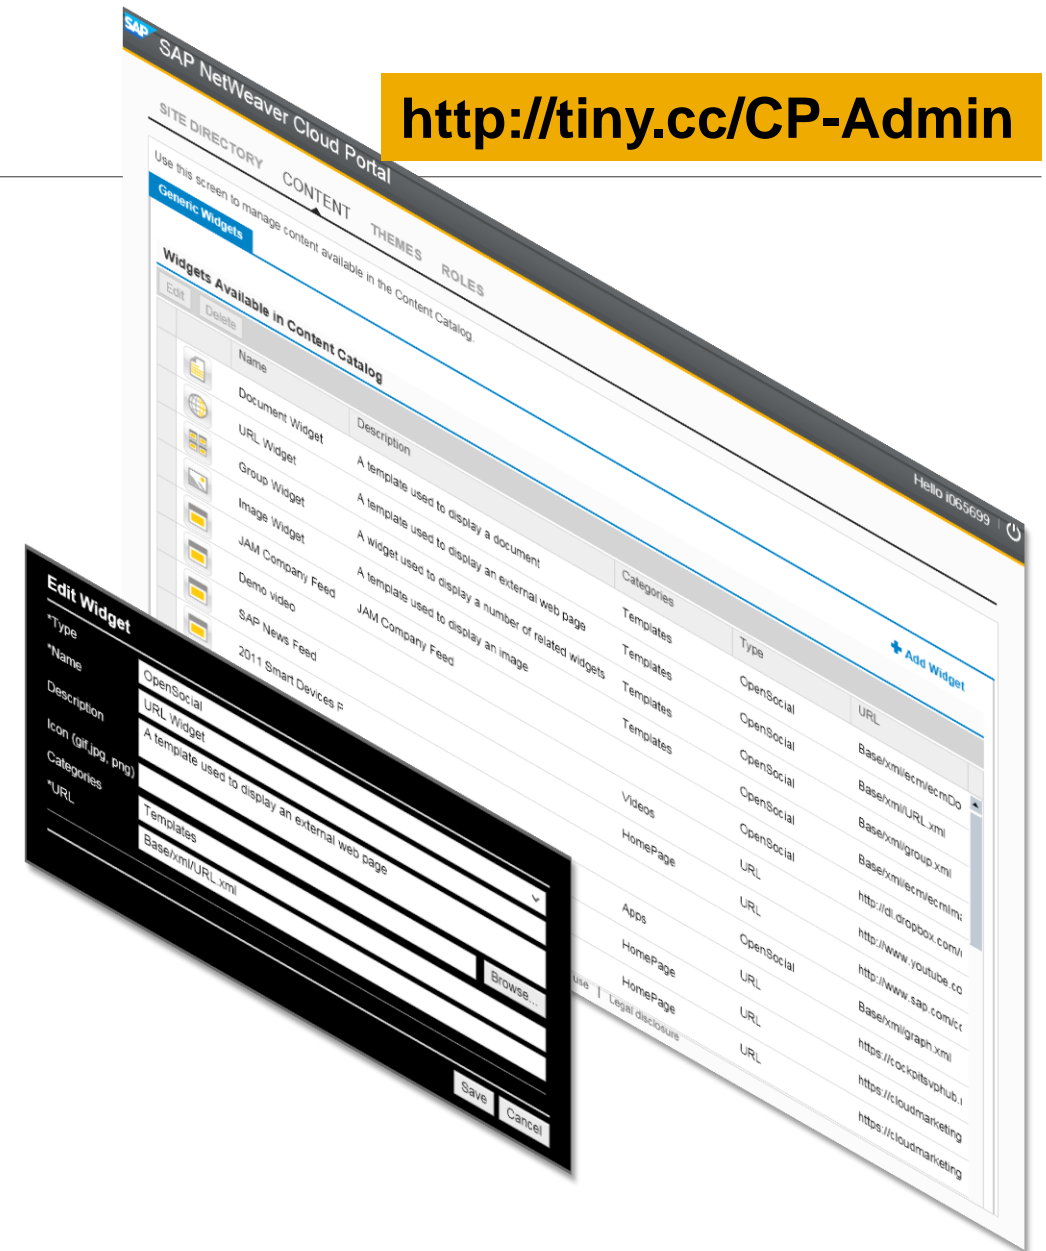 SAP
SAP NetWeaver Cloud Portal
http://tiny.cc/CP-Admin
Hello i065699
SITE DIRECTORY CONTENT THEMES ROLES
Use this screen to manage content available in the Content Catalog.
Generic Widgets
Widgets Available in Content Catalog
Add Widget
Edit Delete
Name Description Categories Type URL
Document Widget A template used to display a document Templates OpenSocial Base/xml/ecm/ecmDo
URL Widget A template used to display an external web page Templates OpenSocial Base/xml/URL.xml
Group Widget A widget used to display a number of related widgets Templates OpenSocial Base/xml/group.xml
Image Widget A template used to display an image Templates OpenSocial Base/xml/ecm/ecmIma
JAM Company Feed JAM Company Feed OpenSocial http://dl.dropbox.com/
Demo video Videos URL http://www.youtube.co
SAP News Feed HomePage URL http://www.sap.com/cc
2011 Smart Devices
Apps OpenSocial Base/xml/graph.xml
HomePage URL https://cockpitsvphub.
HomePage URL https://cloudmarketing
URL https://cloudmarketing
use | Legal disclosure
Edit Widget
*Type OpenSocial
*Name URL Widget
Description A template used to display an external web page
Icon (gif,jpg, png) Browse...
Categories Templates
*URL Base/xml/URL.xml
Save Cancel